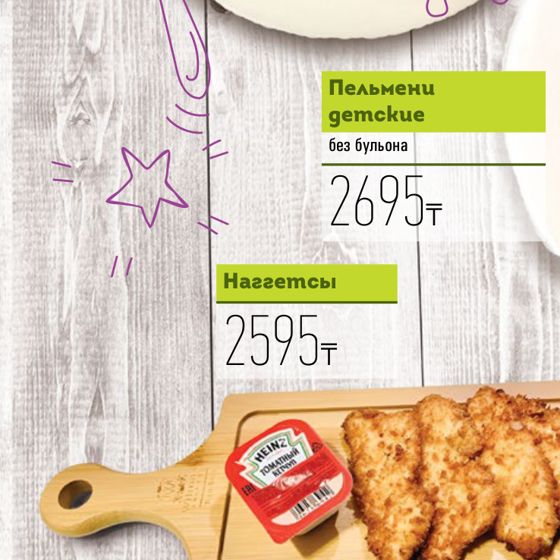 Пельмени
детские
без бульона
2695₸
Наггетсы
2595₸
HEINZ
ТОМАТНЫЙ
КЕТЧУП